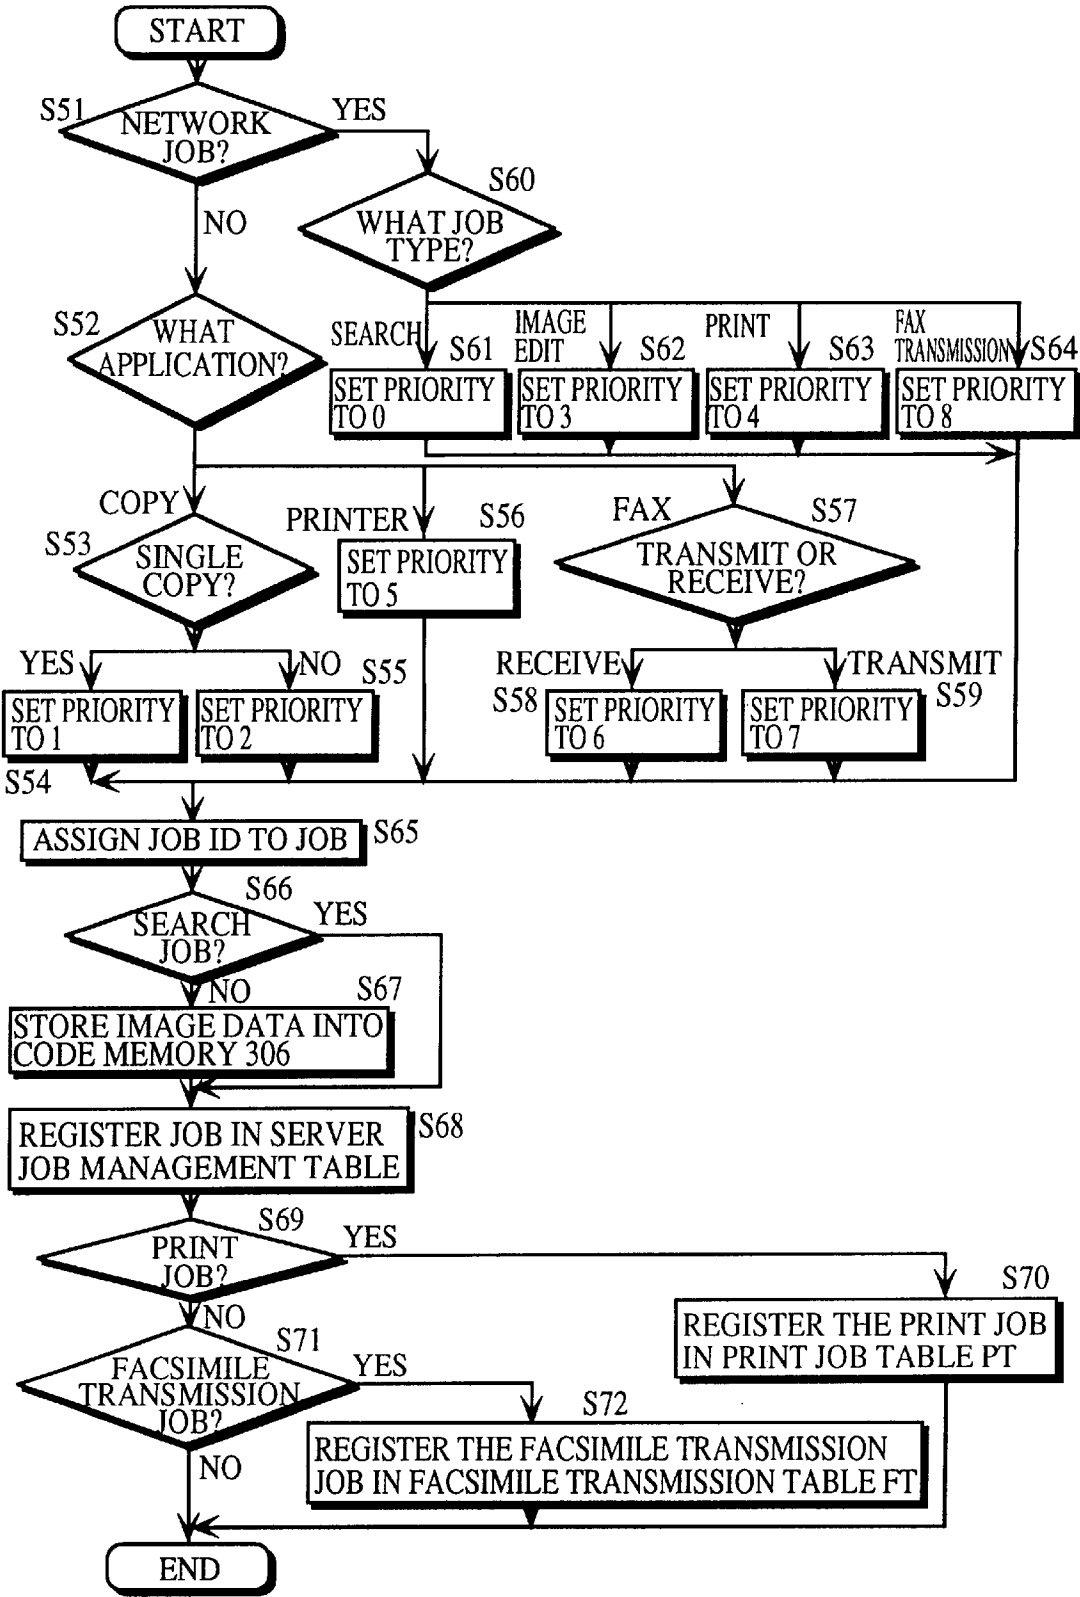 START
S51
NETWORK
JOB?
YES
NO
S60
WHAT JOB
TYPE?
S52
WHAT
APPLICATION?
SEARCH
S61
SET PRIORITY
TO 0
IMAGE
EDIT
S62
SET PRIORITY
TO 3
PRINT
S63
SET PRIORITY
TO 4
FAX
TRANSMISSION
S64
SET PRIORITY
TO 8
COPY
S53
SINGLE
COPY?
PRINTER
S56
SET PRIORITY
TO 5
FAX
S57
TRANSMIT OR
RECEIVE?
YES
SET PRIORITY
TO 1
S54
NO
S55
SET PRIORITY
TO 2
RECEIVE
S58
SET PRIORITY
TO 6
TRANSMIT
S59
SET PRIORITY
TO 7
ASSIGN JOB ID TO JOB
S65
S66
SEARCH
JOB?
YES
NO
S67
STORE IMAGE DATA INTO
CODE MEMORY 306
REGISTER JOB IN SERVER
JOB MANAGEMENT TABLE
S68
S69
PRINT
JOB?
YES
NO
S70
REGISTER THE PRINT JOB
IN PRINT JOB TABLE PT
S71
FACSIMILE
TRANSMISSION
JOB?
YES
NO
S72
REGISTER THE FACSIMILE TRANSMISSION
JOB IN FACSIMILE TRANSMISSION TABLE FT
END